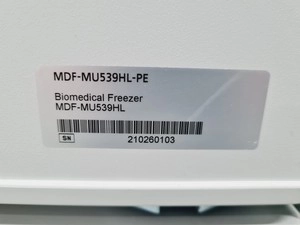 MDF-MU539HL-PE
Biomedical Freezer
MDF-MU539HL
SN 210260103